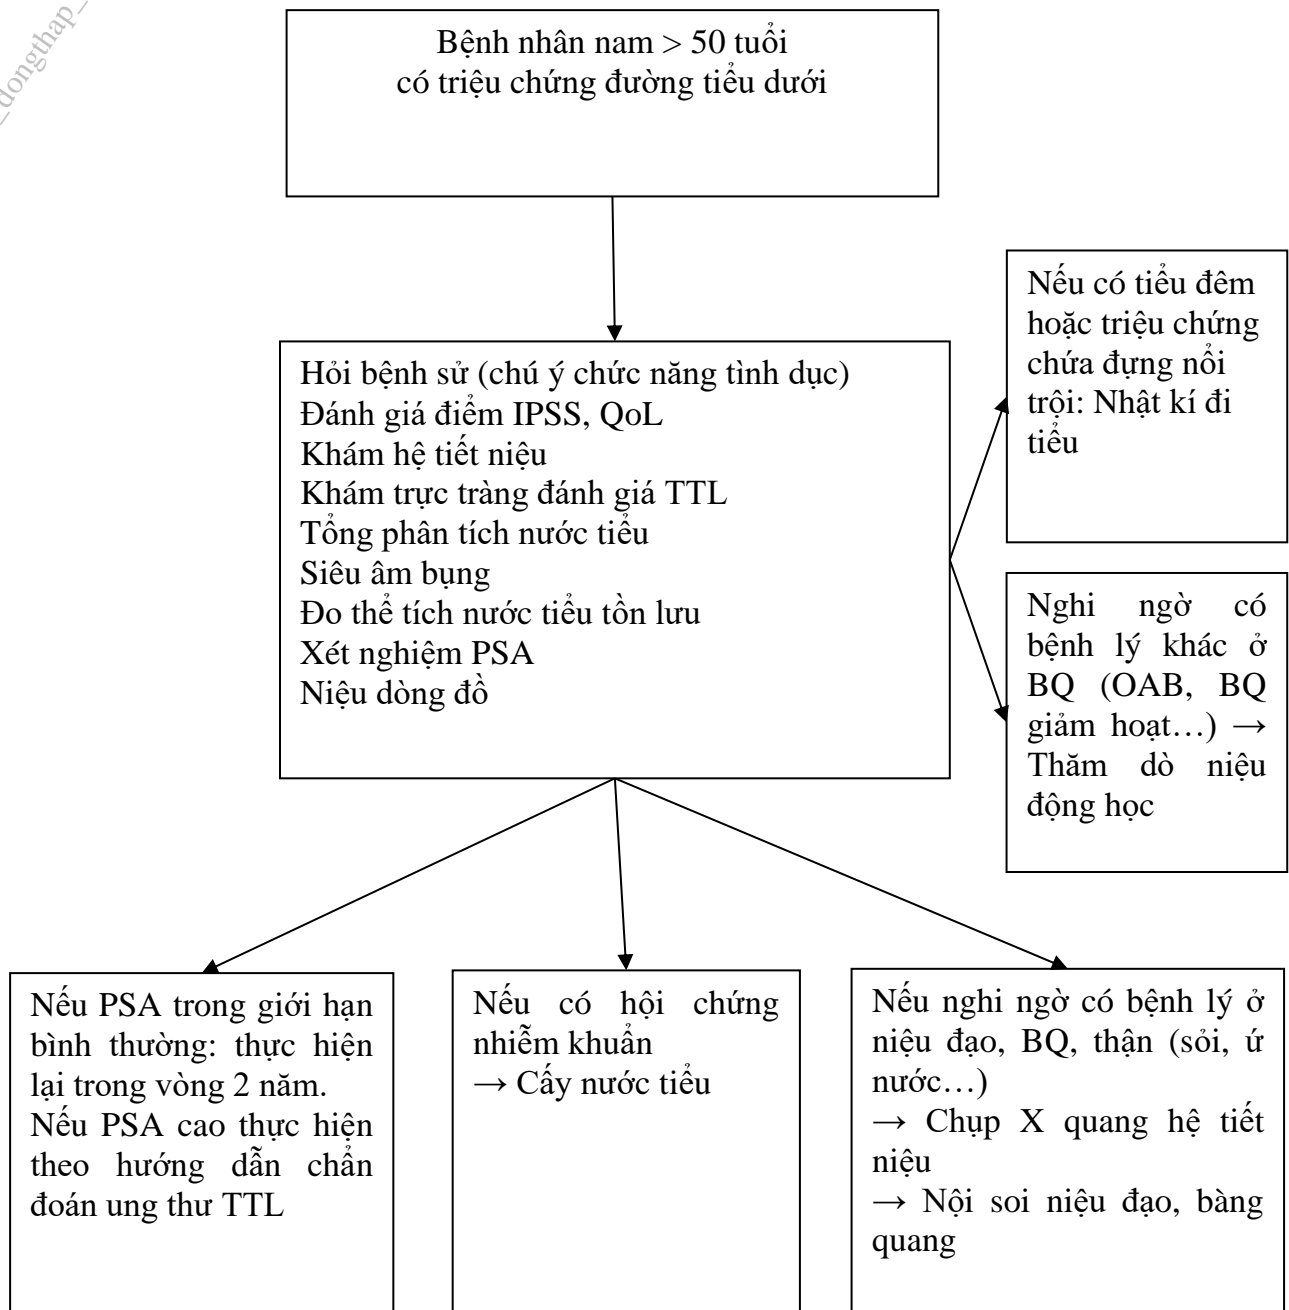 _dongthap_
Bệnh nhân nam > 50 tuổi
có triệu chứng đường tiểu dưới
Nếu có tiểu đêm
hoặc triệu chứng
chứa đựng nổi
trội: Nhật kí đi
tiểu
Hỏi bệnh sử (chú ý chức năng tình dục)
Đánh giá điểm IPSS, QoL
Khám hệ tiết niệu
Khám trực tràng đánh giá TTL
Tổng phân tích nước tiểu
Siêu âm bụng
Đo thể tích nước tiểu tồn lưu
Xét nghiệm PSA
Niệu dòng đồ
Nghi ngờ có
bệnh lý khác ở
BQ (OAB, BQ
giảm hoạt…) →
Thăm dò niệu
động học
Nếu PSA trong giới hạn
bình thường: thực hiện
lại trong vòng 2 năm.
Nếu PSA cao thực hiện
theo hướng dẫn chẩn
đoán ung thư TTL
Nếu có hội chứng
nhiễm khuẩn
→ Cấy nước tiểu
Nếu nghi ngờ có bệnh lý ở
niệu đạo, BQ, thận (sỏi, ứ
nước…)
→ Chụp X quang hệ tiết
niệu
→ Nội soi niệu đạo, bàng
quang